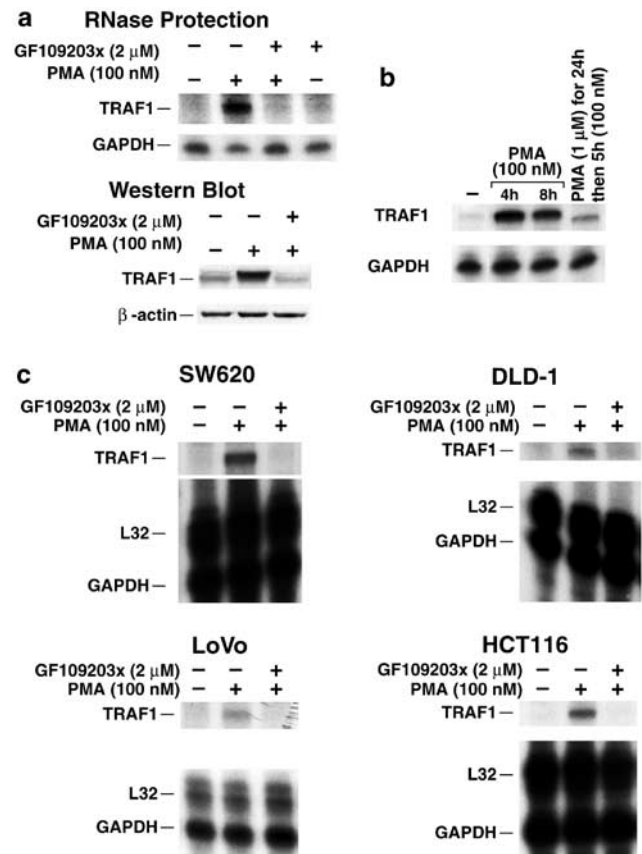 a
RNase Protection
GF109203x (2 μM) − − + +
PMA (100 nM) − + + −
TRAF1 —
GAPDH —
Western Blot
GF109203x (2 μM) − − +
PMA (100 nM) − + +
TRAF1 —
β-actin —
b
PMA
(100 nM)
− 4h 8h
PMA (1 μM) for 24h
then 5h (100 nM)
TRAF1
GAPDH
c
SW620
GF109203x (2 μM) − − +
PMA (100 nM) − + +
TRAF1 —
L32 —
GAPDH —
DLD-1
GF109203x (2 μM) − − +
PMA (100 nM) − + +
TRAF1 —
L32 —
GAPDH —
LoVo
GF109203x (2 μM) − − +
PMA (100 nM) − + +
TRAF1 —
L32 —
GAPDH —
HCT116
GF109203x (2 μM) − − +
PMA (100 nM) − + +
TRAF1 —
L32 —
GAPDH —